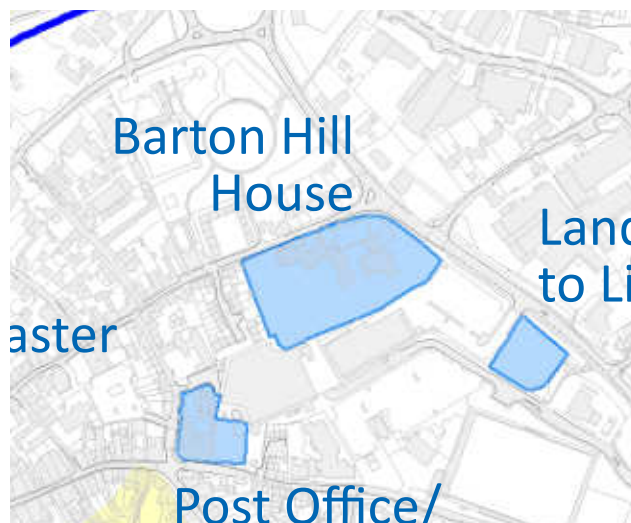 Barton Hill
House
Land
to Li
aster
Post Office/